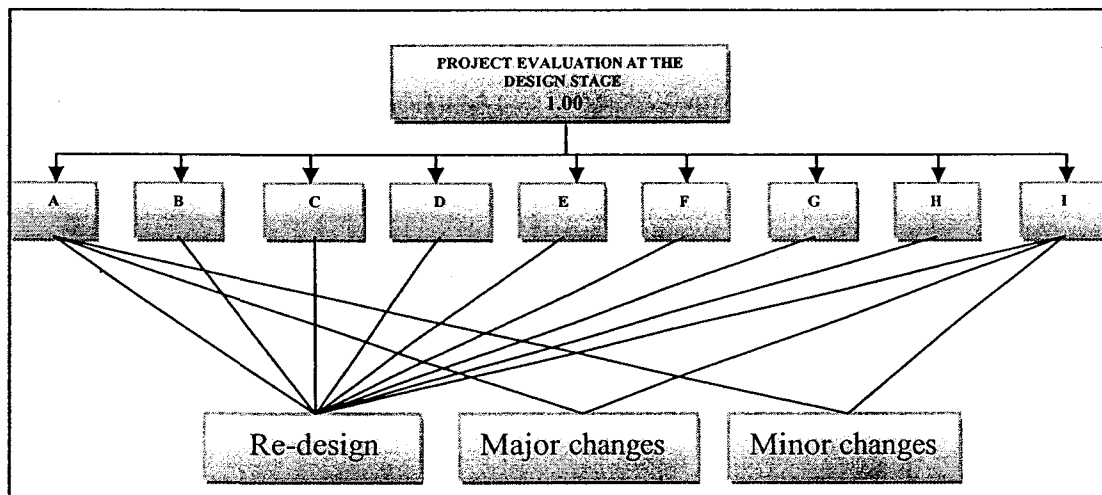 PROJECT EVALUATION AT THE
DESIGN STAGE
1.00
A B C D E F G H I
Re-design Major changes Minor changes